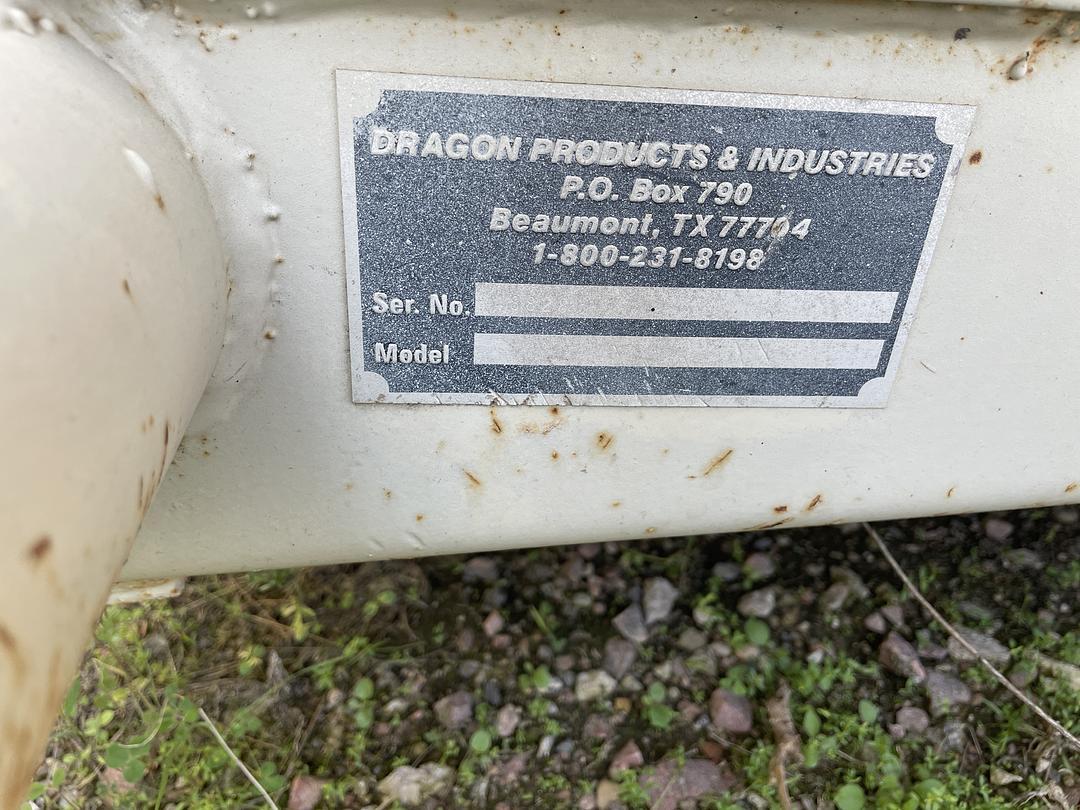 DRAGON PRODUCTS & INDUSTRIES
P.O. Box 790
Beaumont, TX 77704
1-800-231-8198
Ser. No.
Model